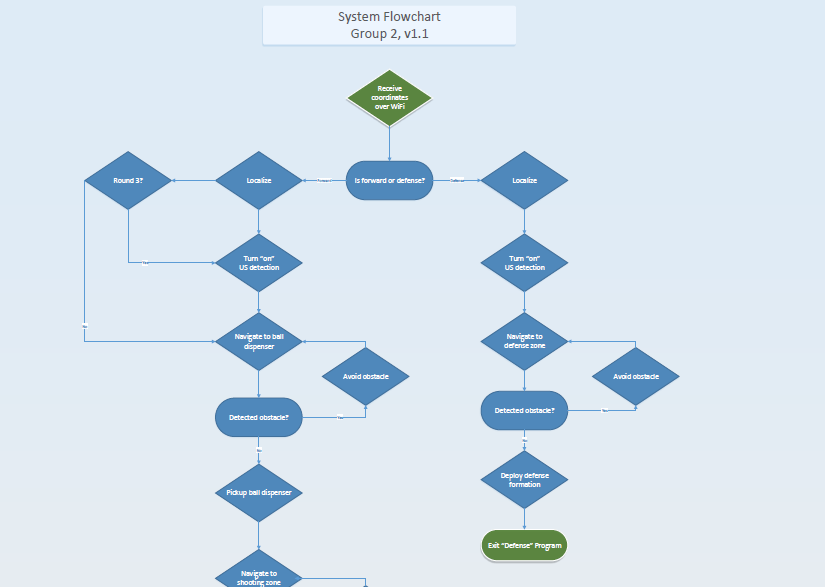 System Flowchart
Group 2, v1.1
Receive
coordinates
over WiFi
Round 3?
Localize
Is forward or defense?
Localize
Turn "on"
US detection
Turn "on"
US detection
Navigate to ball
dispenser
Navigate to
defense zone
Avoid obstacle
Avoid obstacle
Detected obstacle?
Detected obstacle?
Pickup ball dispenser
Deploy defense
formation
Exit "Defense" Program
Navigate to
shooting zone